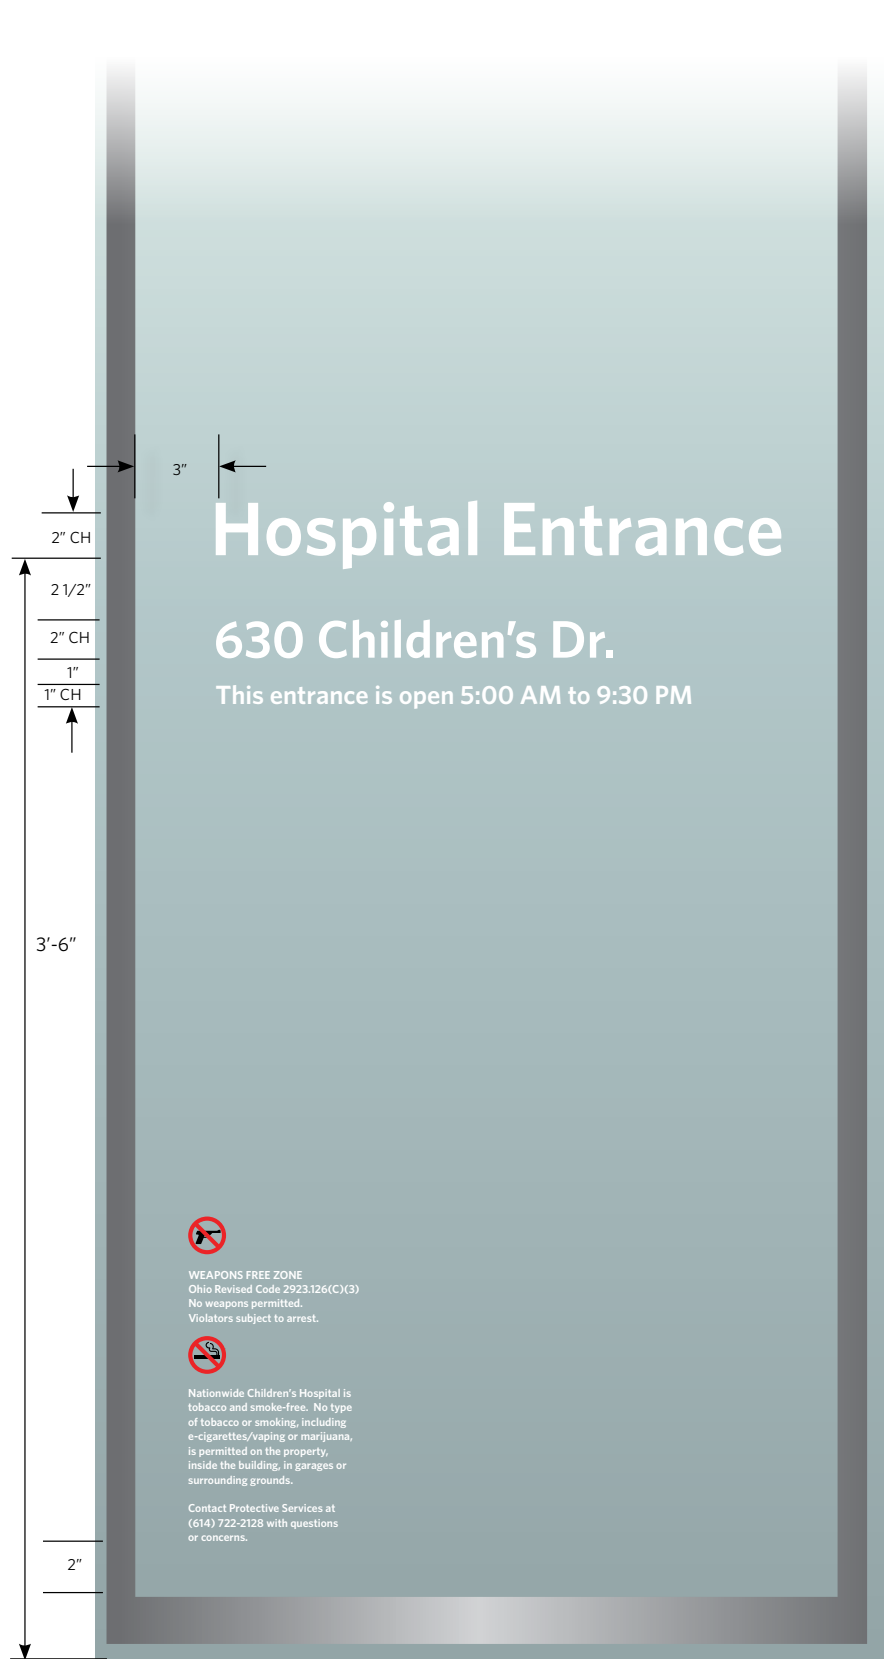 3”
2” CH
Hospital Entrance
2 1/2”
2” CH
630 Children’s Dr.
1”
1” CH
This entrance is open 5:00 AM to 9:30 PM
3’-6”
WEAPONS FREE ZONE
Ohio Revised Code 2923.126(C)(3)
No weapons permitted.
Violators subject to arrest.
Nationwide Children’s Hospital is
tobacco and smoke-free.  No type
of tobacco or smoking, including
e-cigarettes/vaping or marijuana,
is permitted on the property,
inside the building, in garages or
surrounding grounds.
Contact Protective Services at
(614) 722-2128 with questions
or concerns.
2”